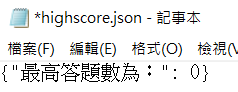 *highscore.json - 記事本
檔案(F) 編輯(E) 格式(O) 檢視(V
{"最高答題數為：": 0}